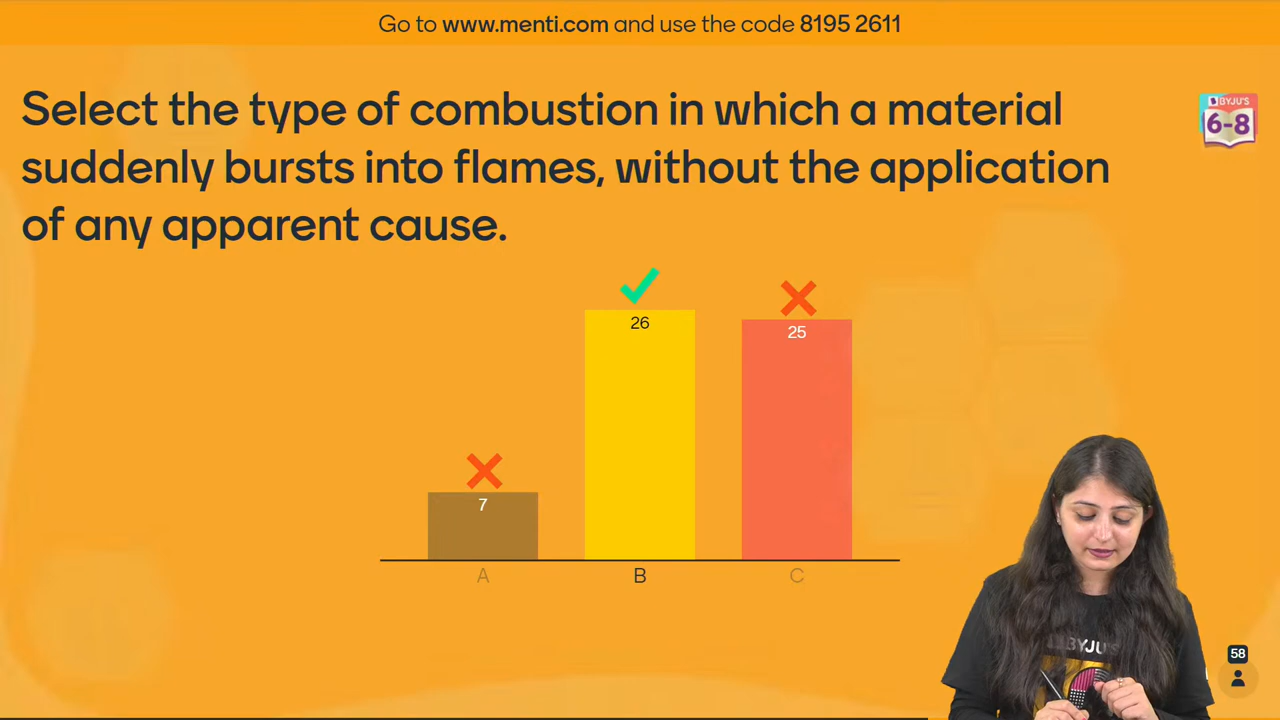 Go to www.menti.com and use the code 8195 2611
Select the type of combustion in which a material
suddenly bursts into flames, without the application
of any apparent cause.
BYJU'S
6-8
26
25
7
A
B
C
BYJU'S
58